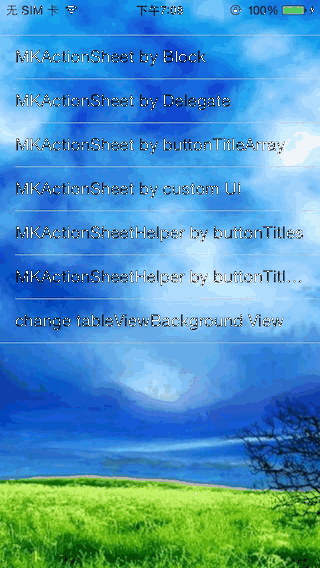 无 SIM 卡 下午7:08 100%
MKActionSheet by Block
MKActionSheet by Delegate
MKActionSheet by buttonTitleArray
MKActionSheet by custom UI
MKActionSheetHelper by buttonTitles
MKActionSheetHelper by buttonTitl...
change tableViewBackground View